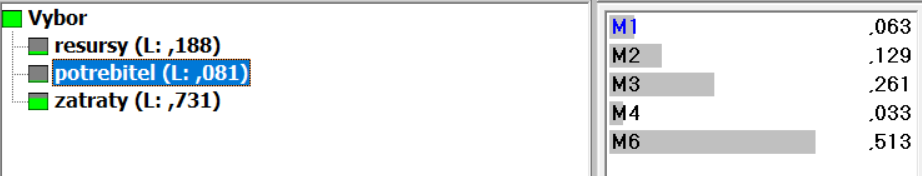 Vybor
resursy (L: ,188)
potrebitel (L: ,081)
zatraty (L: ,731)
M1 ,063
M2 ,129
M3 ,261
M4 ,033
M6 ,513